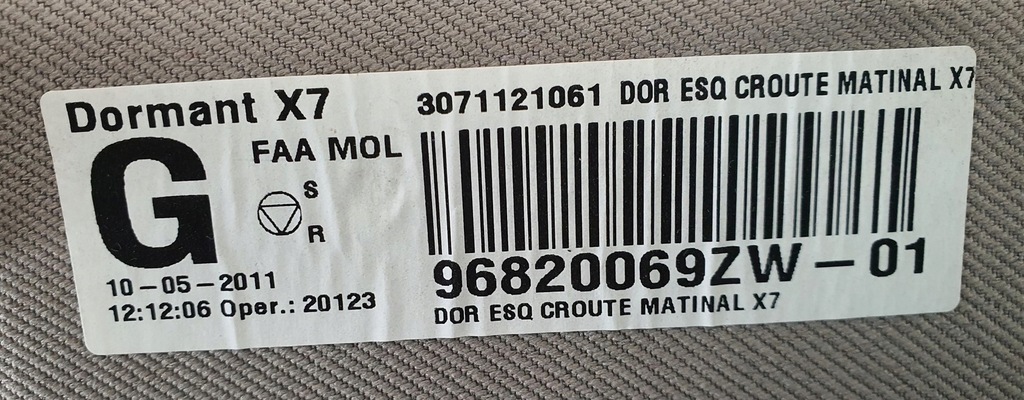 Dormant X7
3071121061 DOR ESQ CROUTE MATINAL X7
G
FAA MOL
S
R
96820069ZW-01
10-05-2011
12:12:06 Oper.: 20123
DOR ESQ CROUTE MATINAL X7